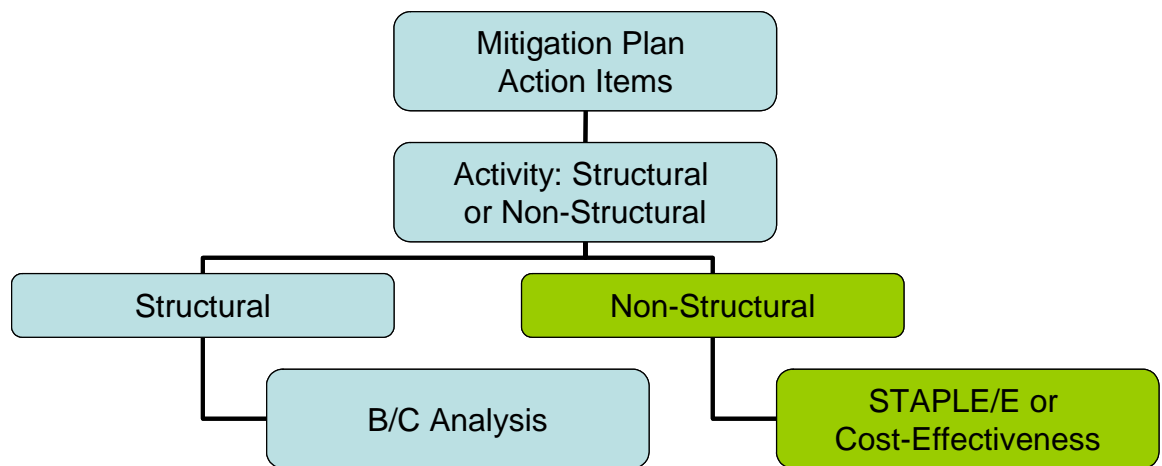 Mitigation Plan
Action Items
Activity: Structural
or Non-Structural
Structural
Non-Structural
B/C Analysis
STAPLE/E or
Cost-Effectiveness